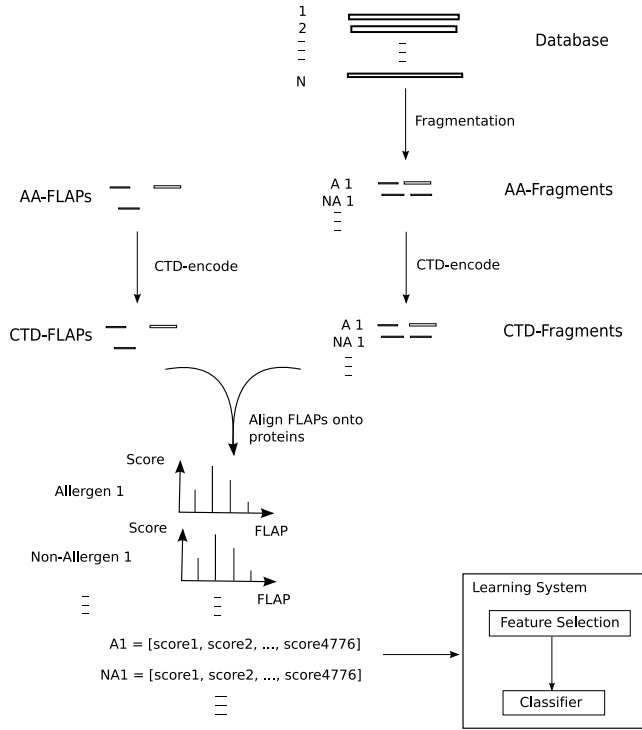 1
2
Database
N
Fragmentation
AA-FLAPs
A 1
NA 1
AA-Fragments
CTD-encode
CTD-encode
CTD-FLAPs
A 1
NA 1
CTD-Fragments
Align FLAPs onto
proteins
Score
Allergen 1
FLAP
Score
Non-Allergen 1
FLAP
Learning System
Feature Selection
Classifier
A1 = [score1, score2, ..., score4776]
NA1 = [score1, score2, ..., score4776]